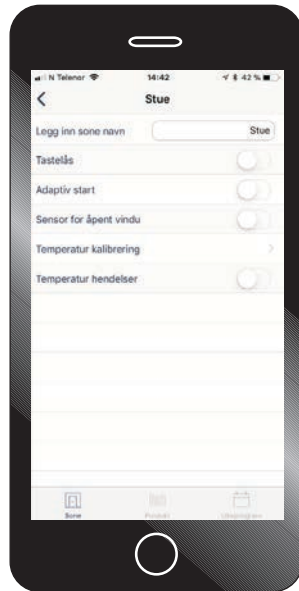 N Telenor 14:42 42 %
Stue
Legg inn sone navn Stue
Tastelås
Adaptiv start
Sensor for åpent vindu
Temperatur kalibrering
Temperatur hendelser
Sone Produkt